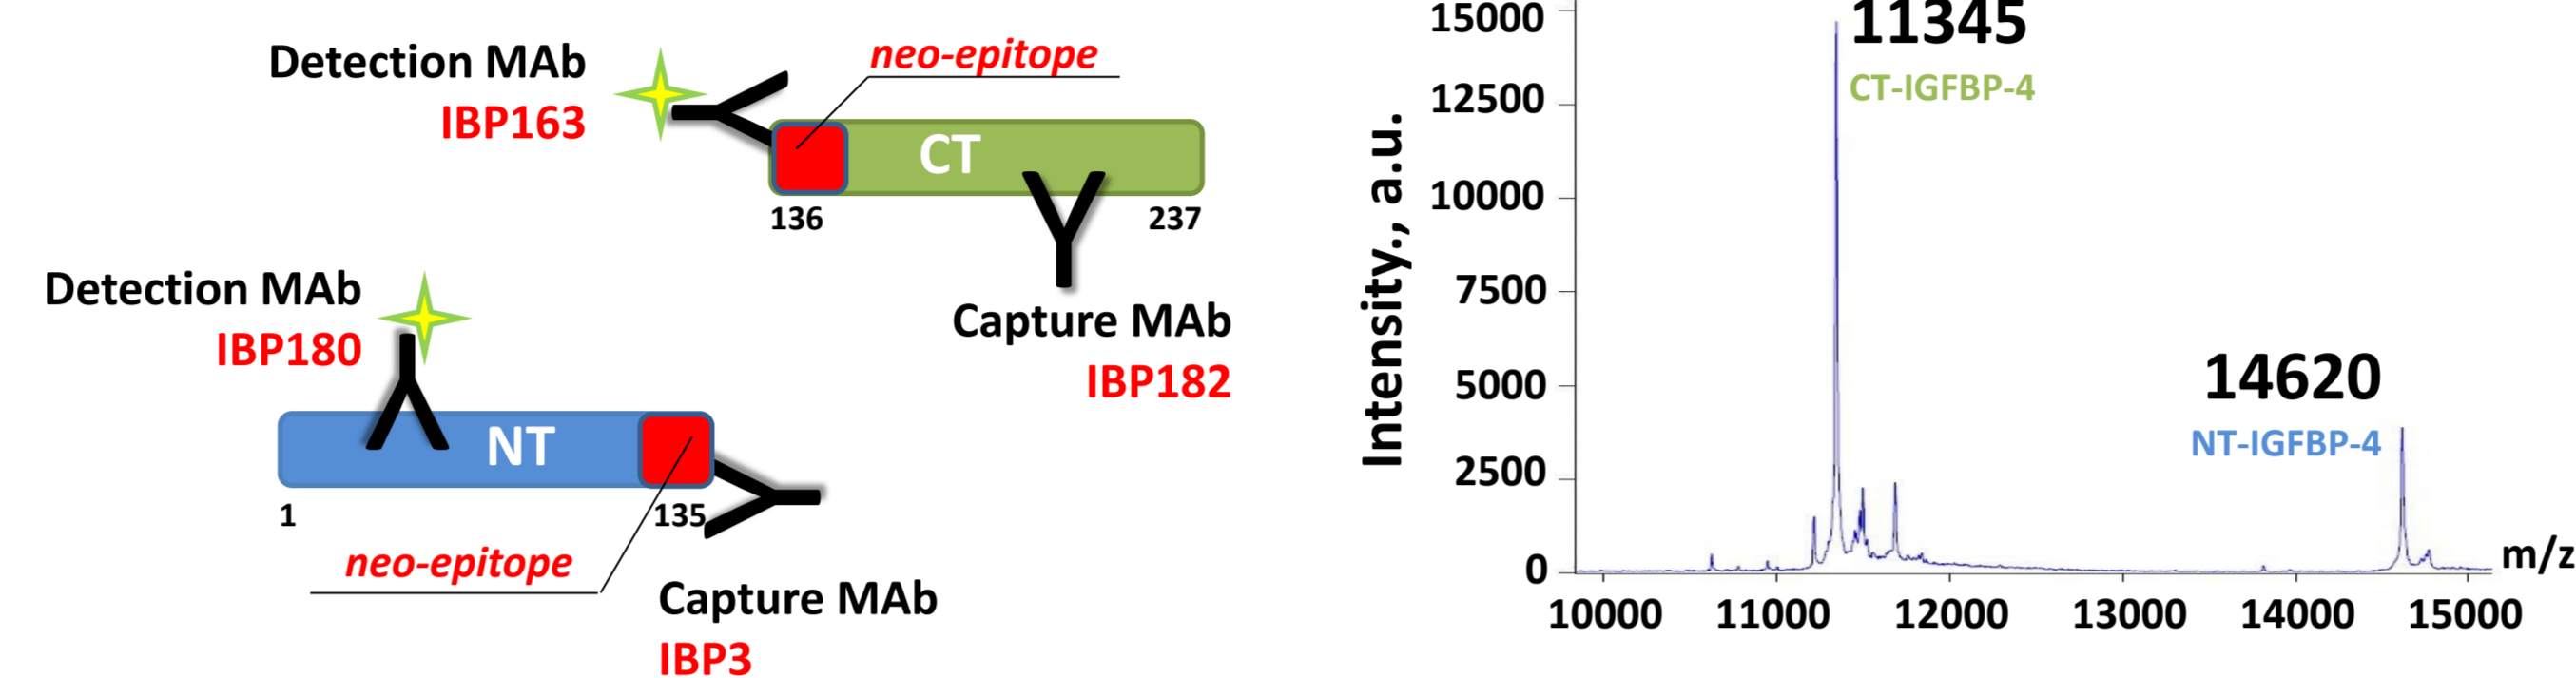 Detection MAb
IBP163
neo-epitope
CT
136
237
Capture MAb
IBP182
Detection MAb
IBP180
NT
1
135
neo-epitope
Capture MAb
IBP3
Intensity., a.u.
15000
12500
10000
7500
5000
2500
0
11345
CT-IGFBP-4
14620
NT-IGFBP-4
m/z
10000 11000 12000 13000 14000 15000